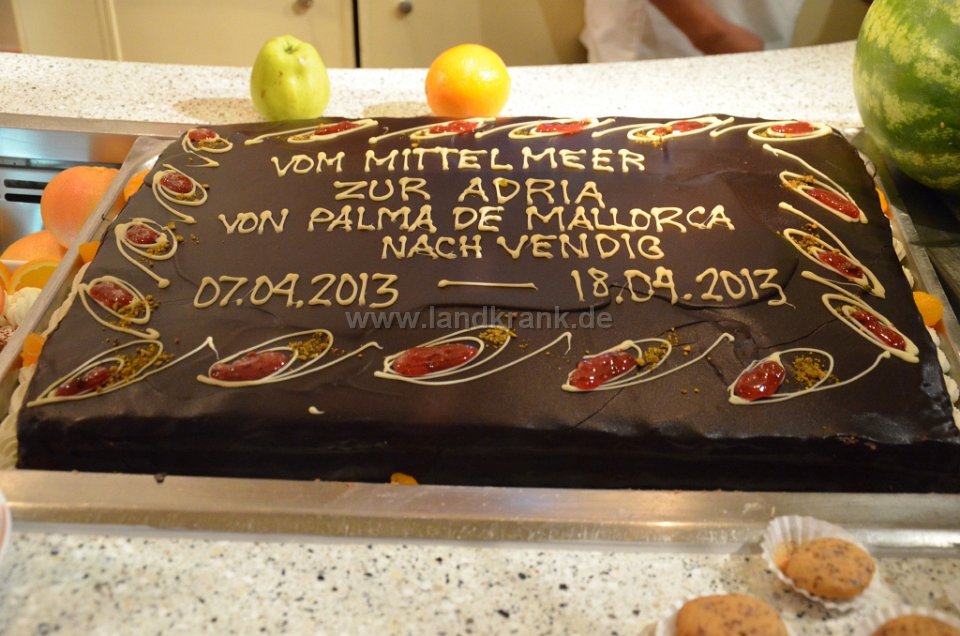 VOM MITTELMEER
ZUR ADRIA
VON PALMA DE MALLORCA
NACH VENDIG
07.04.2013 — 18.04.2013
www.landkrank.de